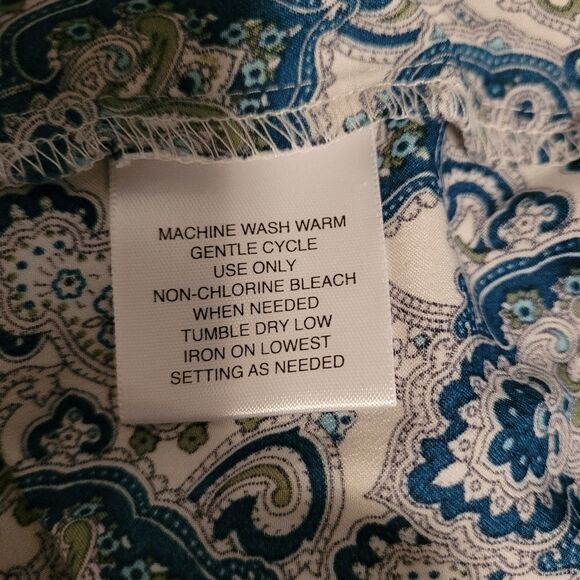 MACHINE WASH WARM
GENTLE CYCLE
USE ONLY
NON-CHLORINE BLEACH
WHEN NEEDED
TUMBLE DRY LOW
IRON ON LOWEST
SETTING AS NEEDED